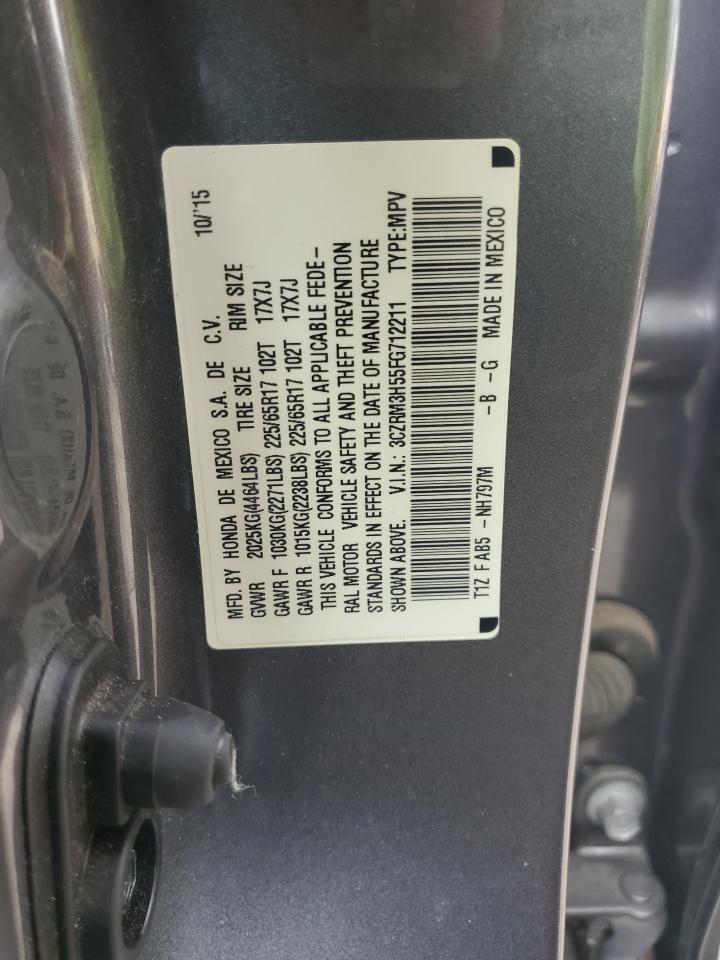 MFD. BY HONDA DE MEXICO S.A. DE C.V. 10/'15
GVWR 2025KG(4464LBS) TIRE SIZE RIM SIZE
GAWR F 1030KG(2271LBS) 225/65R17 102T 17X7J
GAWR R 1015KG(2238LBS) 225/65R17 102T 17X7J
THIS VEHICLE CONFORMS TO ALL APPLICABLE FEDE-
RAL MOTOR VEHICLE SAFETY AND THEFT PREVENTION
STANDARDS IN EFFECT ON THE DATE OF MANUFACTURE
SHOWN ABOVE. V.I.N.: 3CZRM3H55FG712211 TYPE:MPV
T1Z F AB5 -NH797M -B -G MADE IN MEXICO